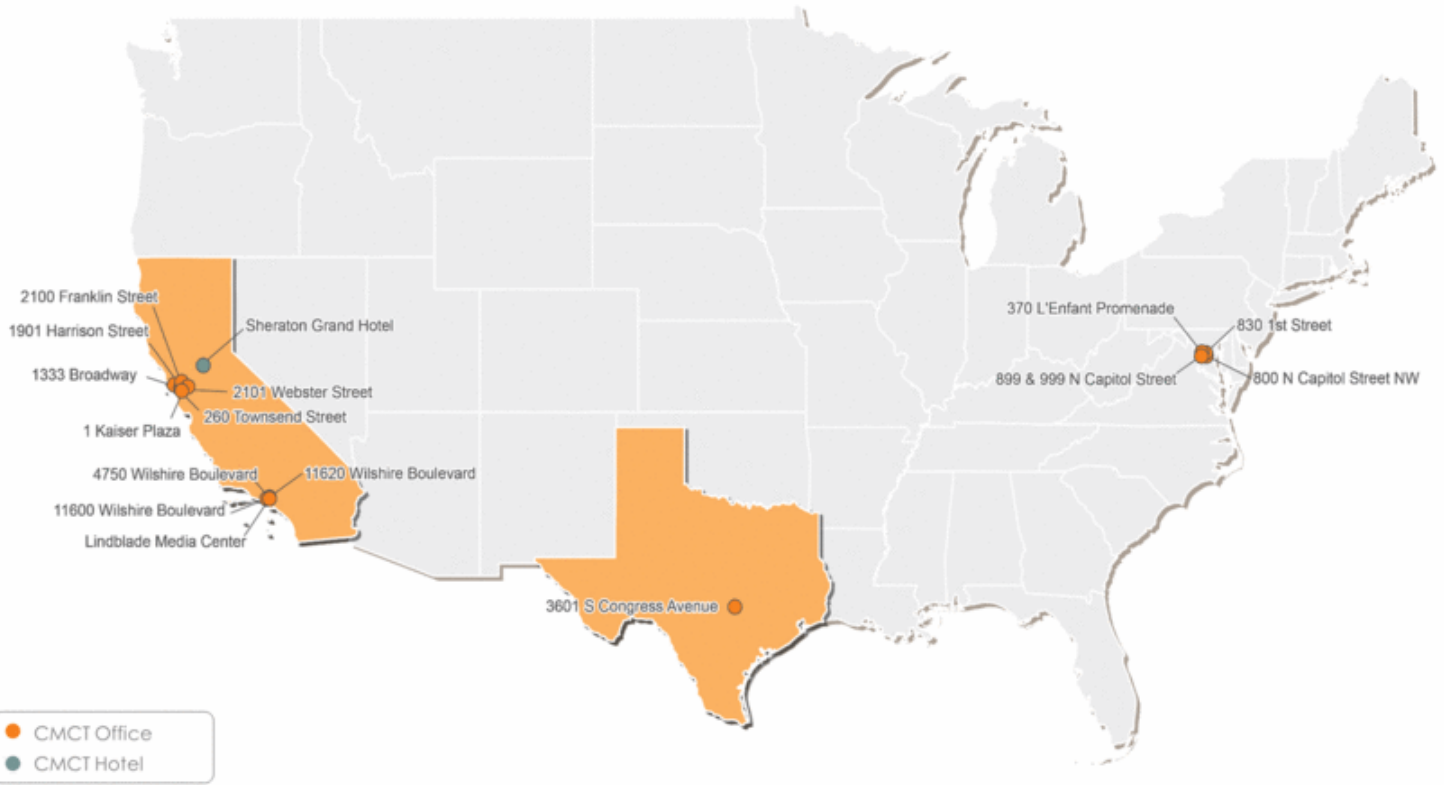 2100 Franklin Street
1901 Harrison Street
Sheraton Grand Hotel
1333 Broadway
2101 Webster Street
260 Townsend Street
1 Kaiser Plaza
4750 Wilshire Boulevard
11620 Wilshire Boulevard
11600 Wilshire Boulevard
Lindblade Media Center
3601 S Congress Avenue
370 L'Enfant Promenade
830 1st Street
899 & 999 N Capitol Street
800 N Capitol Street NW
CMCT Office
CMCT Hotel